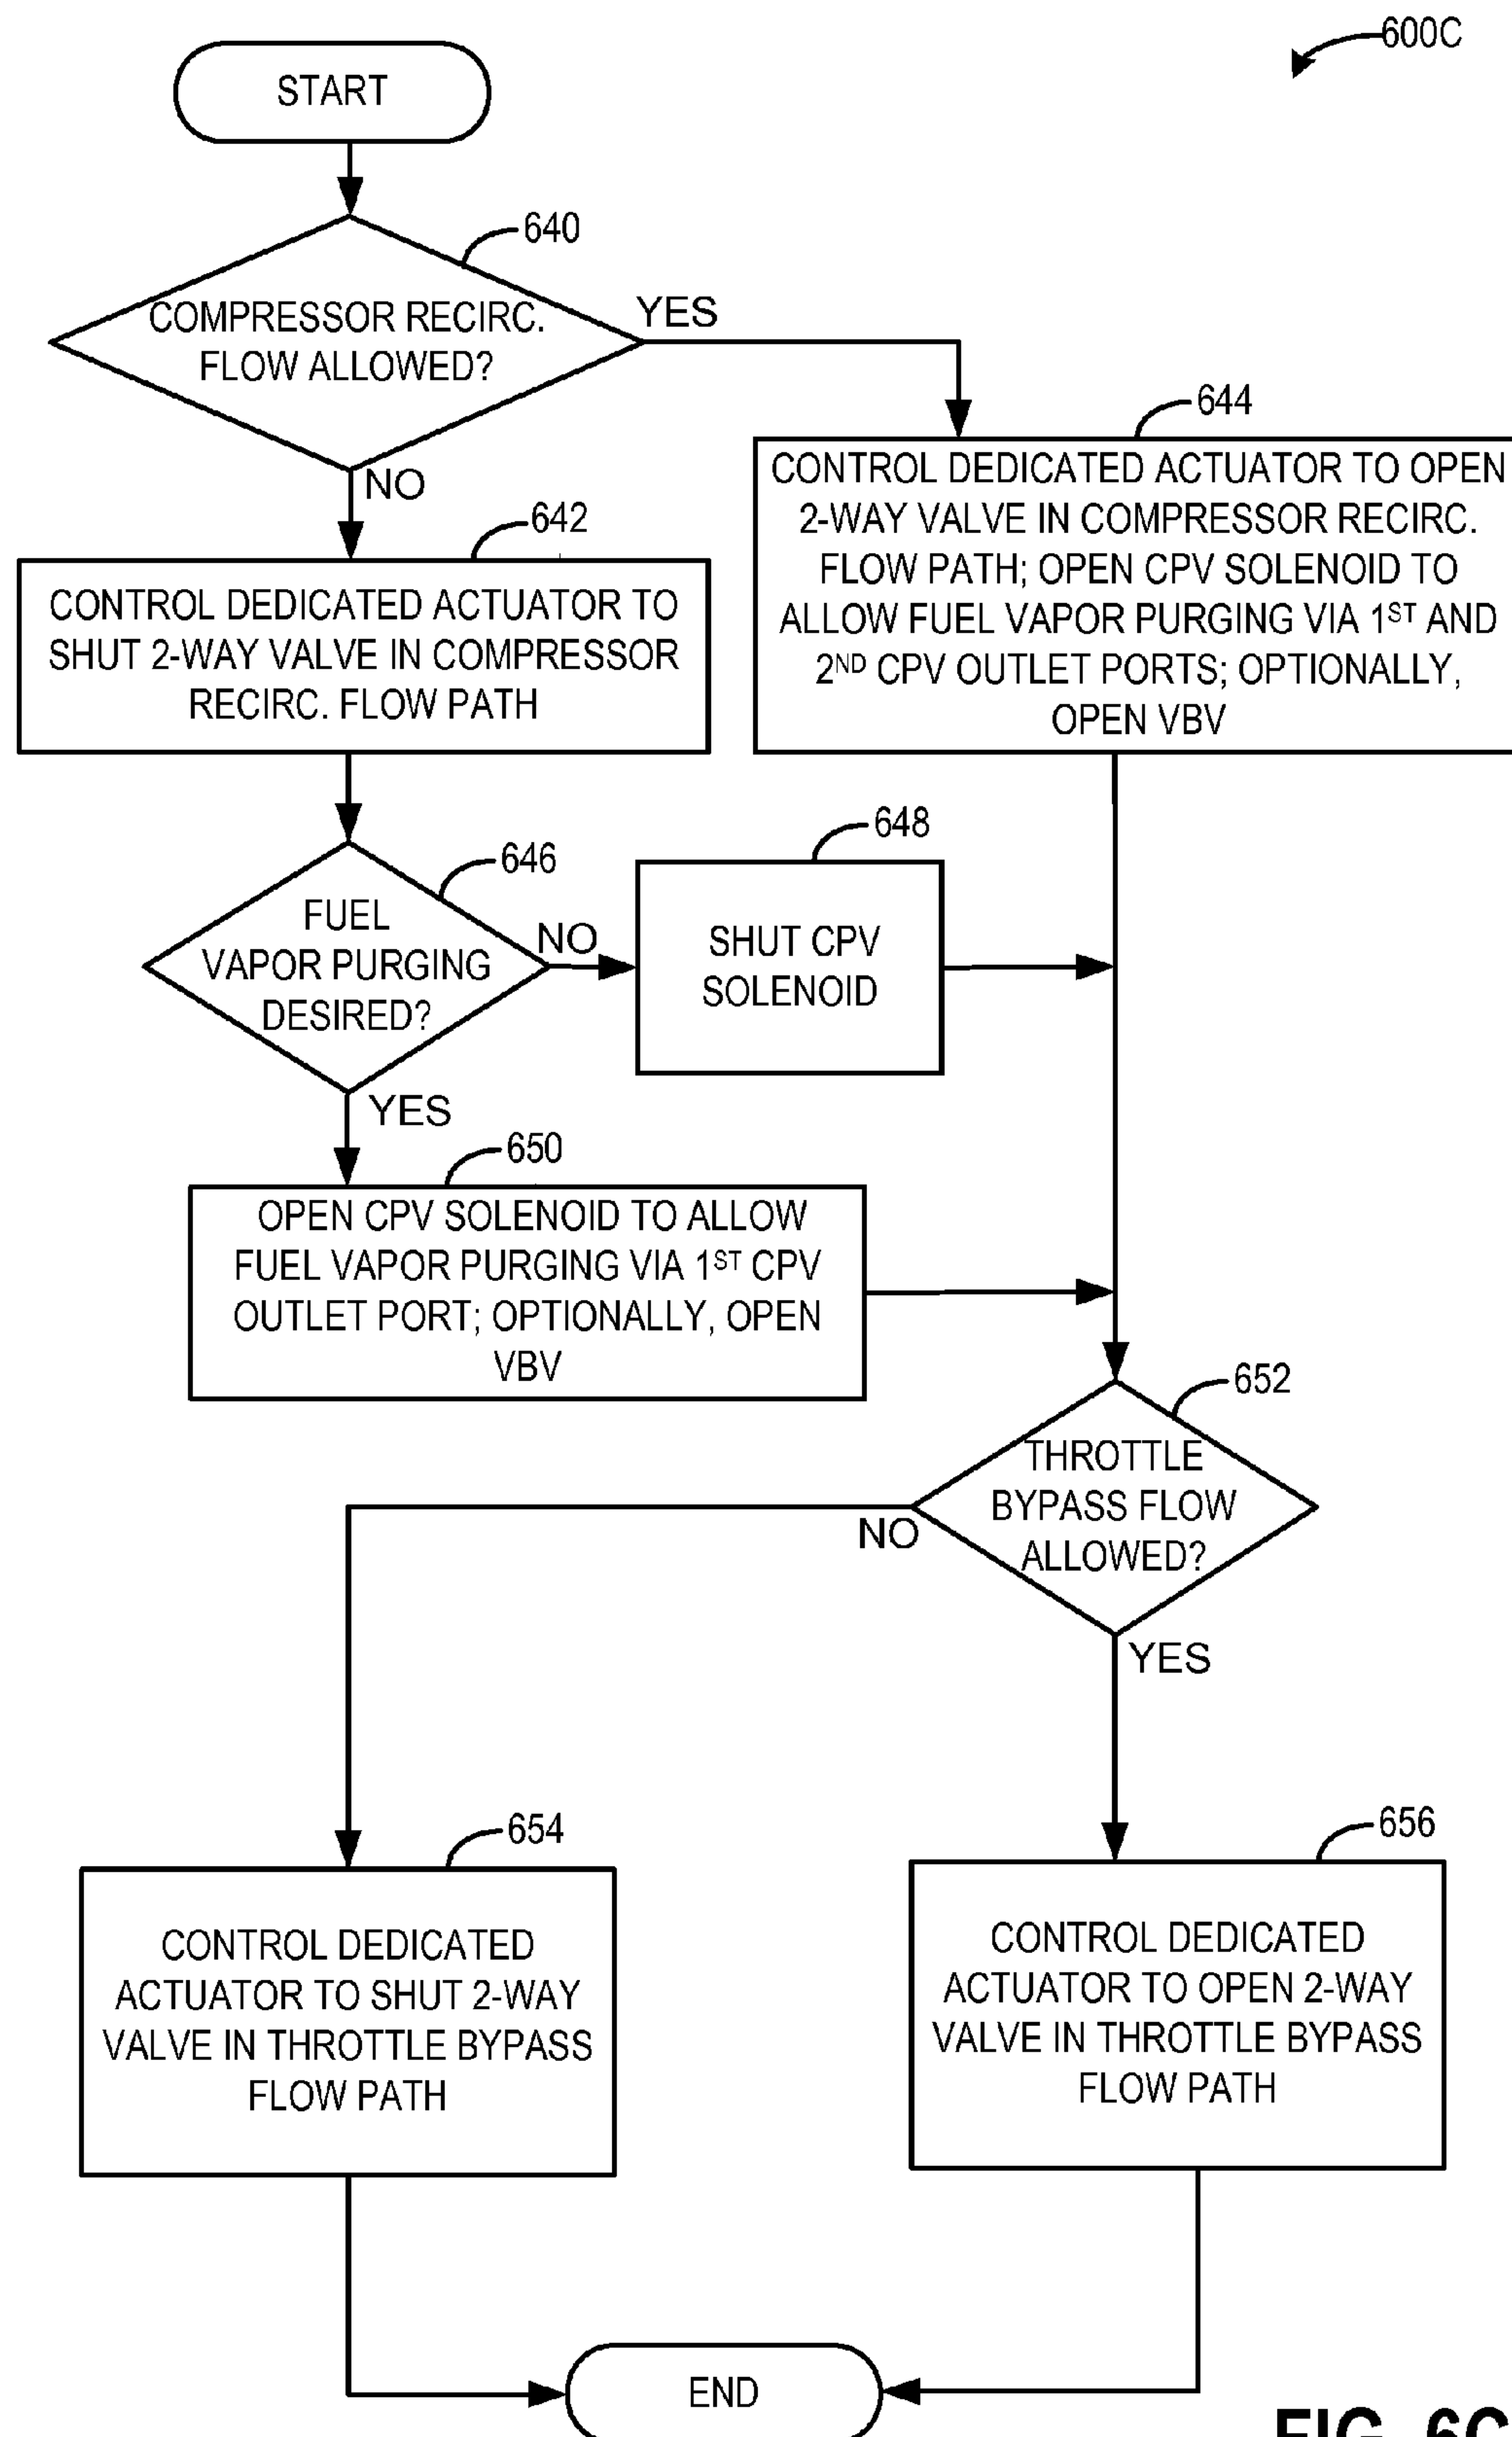 600C
START
640
COMPRESSOR RECIRC.
FLOW ALLOWED?
YES
NO
644
CONTROL DEDICATED ACTUATOR TO OPEN
2-WAY VALVE IN COMPRESSOR RECIRC.
FLOW PATH; OPEN CPV SOLENOID TO
ALLOW FUEL VAPOR PURGING VIA 1ST AND
2ND CPV OUTLET PORTS; OPTIONALLY,
OPEN VBV
642
CONTROL DEDICATED ACTUATOR TO
SHUT 2-WAY VALVE IN COMPRESSOR
RECIRC. FLOW PATH
646
FUEL
VAPOR PURGING
DESIRED?
NO
YES
648
SHUT CPV
SOLENOID
650
OPEN CPV SOLENOID TO ALLOW
FUEL VAPOR PURGING VIA 1ST CPV
OUTLET PORT; OPTIONALLY, OPEN
VBV
652
THROTTLE
BYPASS FLOW
ALLOWED?
NO
YES
654
CONTROL DEDICATED
ACTUATOR TO SHUT 2-WAY
VALVE IN THROTTLE BYPASS
FLOW PATH
656
CONTROL DEDICATED
ACTUATOR TO OPEN 2-WAY
VALVE IN THROTTLE BYPASS
FLOW PATH
END
FIG. 6C